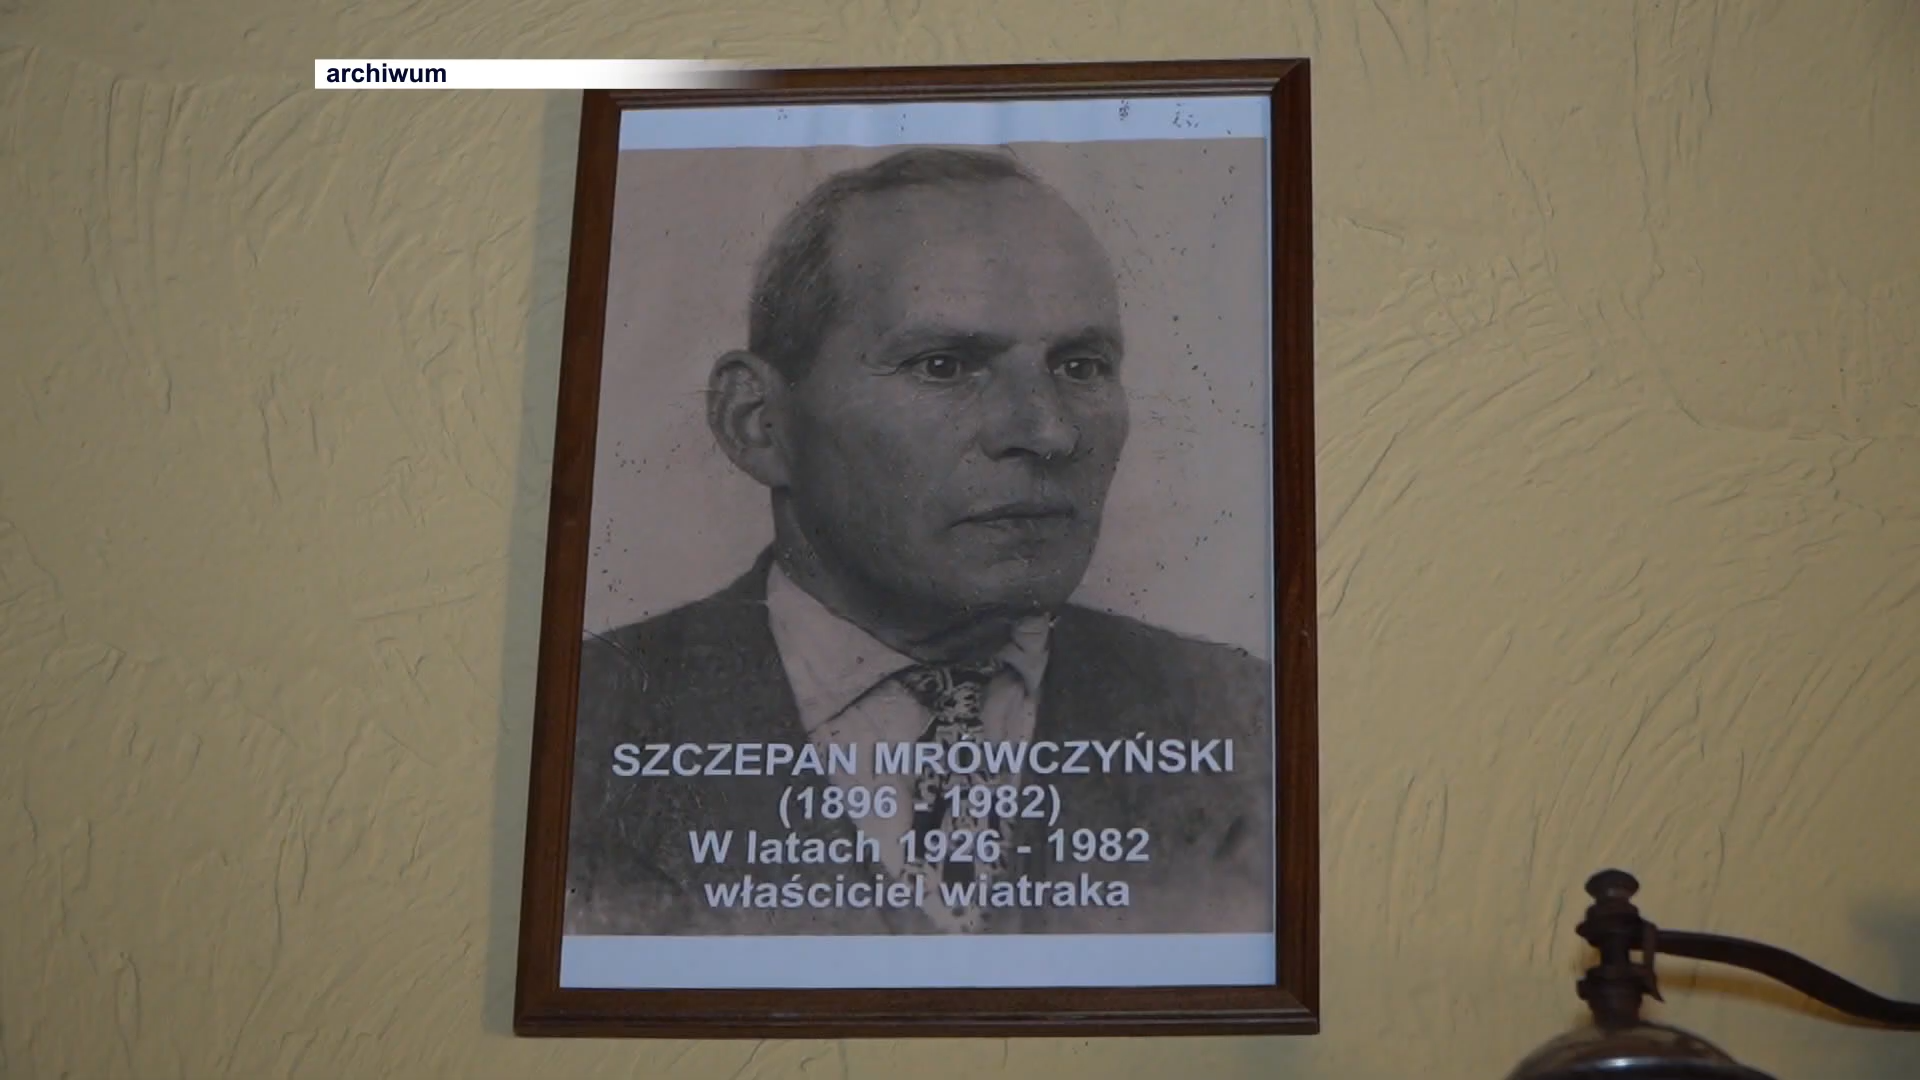 archiwum
SZCZEPAN MRÓWCZYŃSKI
(1896 - 1982)
W latach 1926 - 1982
właściciel wiatraka